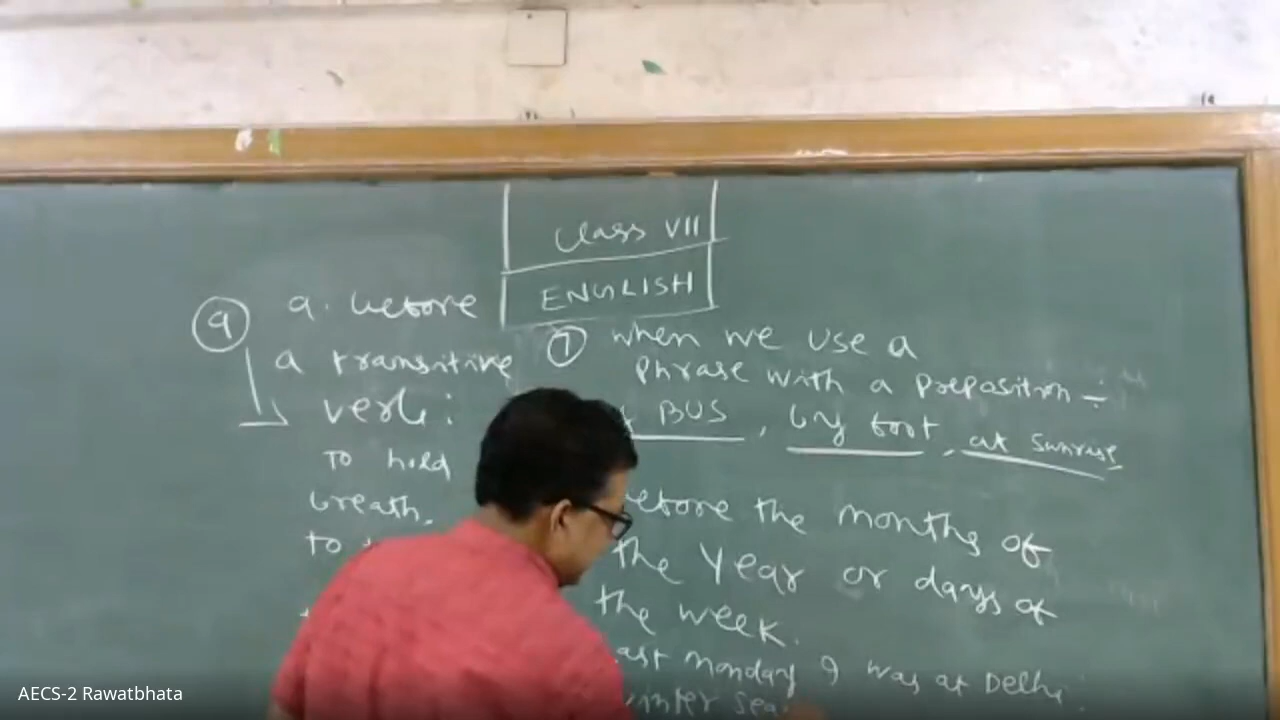 Class VII
ENGLISH
9 a. before
a transitive
verb:
To hold
breath,
to
7 when we use a
phrase with a preposition -
BUS, by foot, at sunrise,
the months of
the year or days of
the week.
monday I was at Delhi.
AECS-2 Rawatbhata